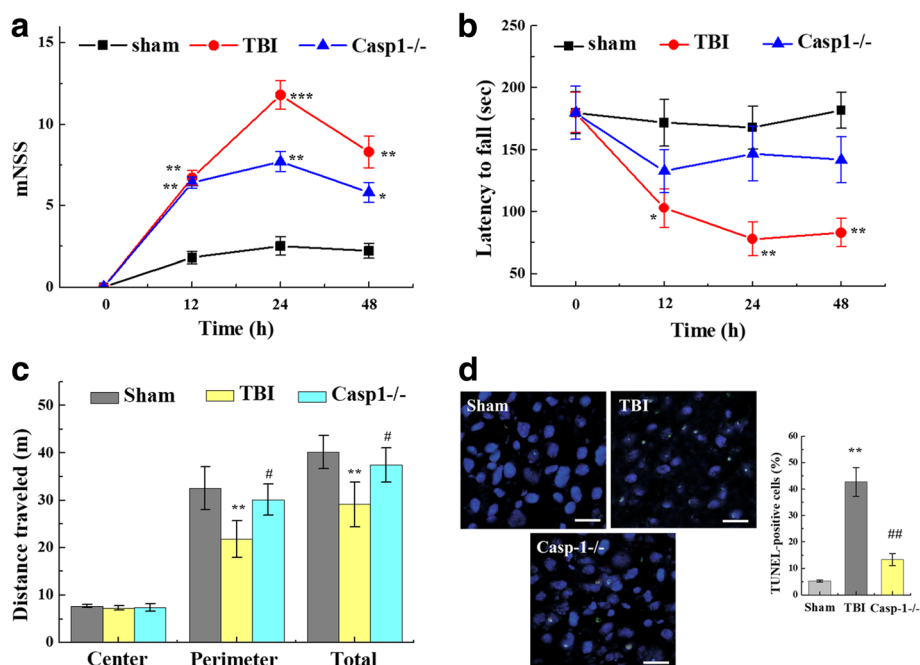 a
sham TBI Casp1-/-
15
10
5
0
mNSS
***
**
**
**
**
*
0 12 24 48
Time (h)
b
sham TBI Casp1-/-
250
200
150
100
50
Latency to fall (sec)
*
**
**
0 12 24 48
Time (h)
c
Sham TBI Casp1-/-
50
40
30
20
10
0
Distance traveled (m)
**
#
**
#
Center Perimeter Total
d
Sham
TBI
Casp-1-/-
60
50
40
30
20
10
0
TUNEL-positive cells (%)
**
##
Sham TBI Casp-1-/-